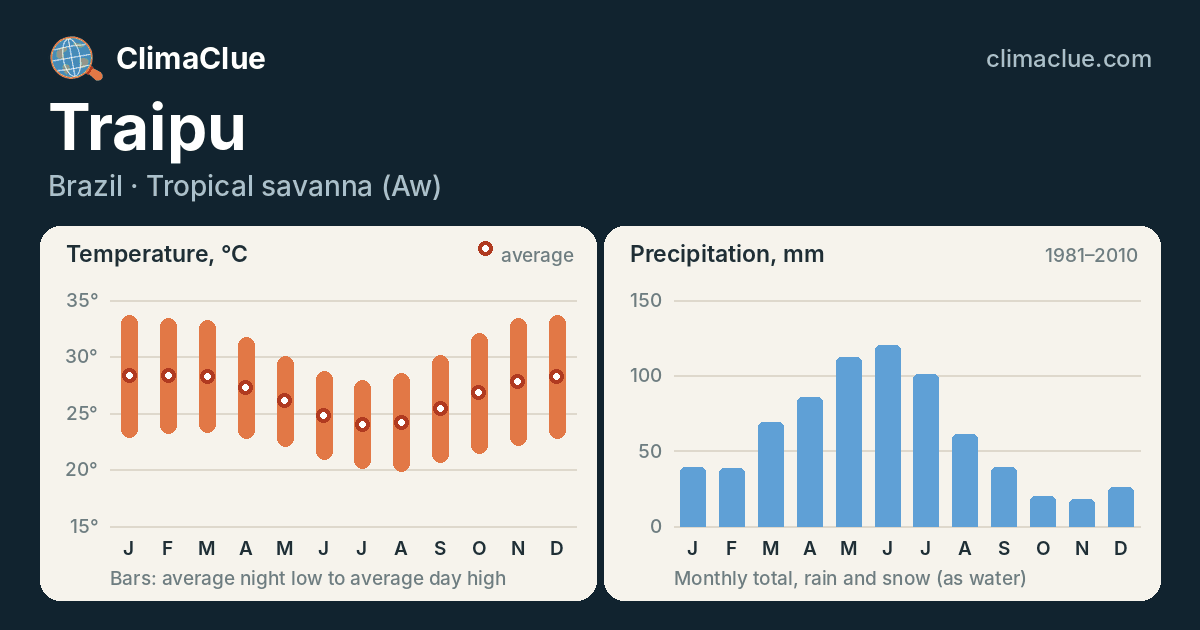 ClimaClue
climaclue.com
Traipu
Brazil · Tropical savanna (Aw)
Temperature, °C
average
35°
30°
25°
20°
15°
J F M A M J J A S O N D
Bars: average night low to average day high
Precipitation, mm
1981–2010
150
100
50
0
J F M A M J J A S O N D
Monthly total, rain and snow (as water)